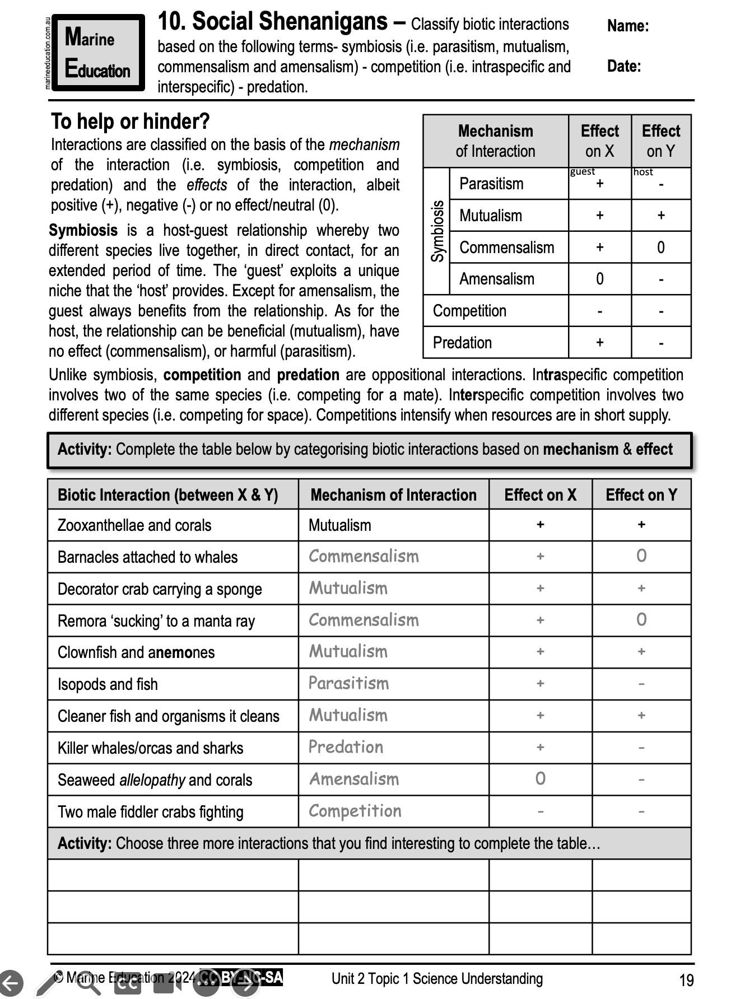 marineeducation.com.au
Marine
Education
10. Social Shenanigans – Classify biotic interactions
based on the following terms- symbiosis (i.e. parasitism, mutualism,
commensalism and amensalism) - competition (i.e. intraspecific and
interspecific) - predation.
Name:
Date:
To help or hinder?
Interactions are classified on the basis of the mechanism
of the interaction (i.e. symbiosis, competition and
predation) and the effects of the interaction, albeit
positive (+), negative (-) or no effect/neutral (0).
Symbiosis is a host-guest relationship whereby two
different species live together, in direct contact, for an
extended period of time. The ‘guest’ exploits a unique
niche that the ‘host’ provides. Except for amensalism, the
guest always benefits from the relationship. As for the
host, the relationship can be beneficial (mutualism), have
no effect (commensalism), or harmful (parasitism).
Mechanism of Interaction Effect on X Effect on Y
Symbiosis
guest host
Parasitism + -
Mutualism + +
Commensalism + 0
Amensalism 0 -
Competition - -
Predation + -
Unlike symbiosis, competition and predation are oppositional interactions. Intraspecific competition
involves two of the same species (i.e. competing for a mate). Interspecific competition involves two
different species (i.e. competing for space). Competitions intensify when resources are in short supply.
Activity: Complete the table below by categorising biotic interactions based on mechanism & effect
Biotic Interaction (between X & Y) Mechanism of Interaction Effect on X Effect on Y
Zooxanthellae and corals Mutualism + +
Barnacles attached to whales Commensalism + 0
Decorator crab carrying a sponge Mutualism + +
Remora ‘sucking’ to a manta ray Commensalism + 0
Clownfish and anemones Mutualism + +
Isopods and fish Parasitism + -
Cleaner fish and organisms it cleans Mutualism + +
Killer whales/orcas and sharks Predation + -
Seaweed allelopathy and corals Amensalism 0 -
Two male fiddler crabs fighting Competition - -
Activity: Choose three more interactions that you find interesting to complete the table…
© Marine Education 2024 CC BY-NC-SA Unit 2 Topic 1 Science Understanding 19
CC